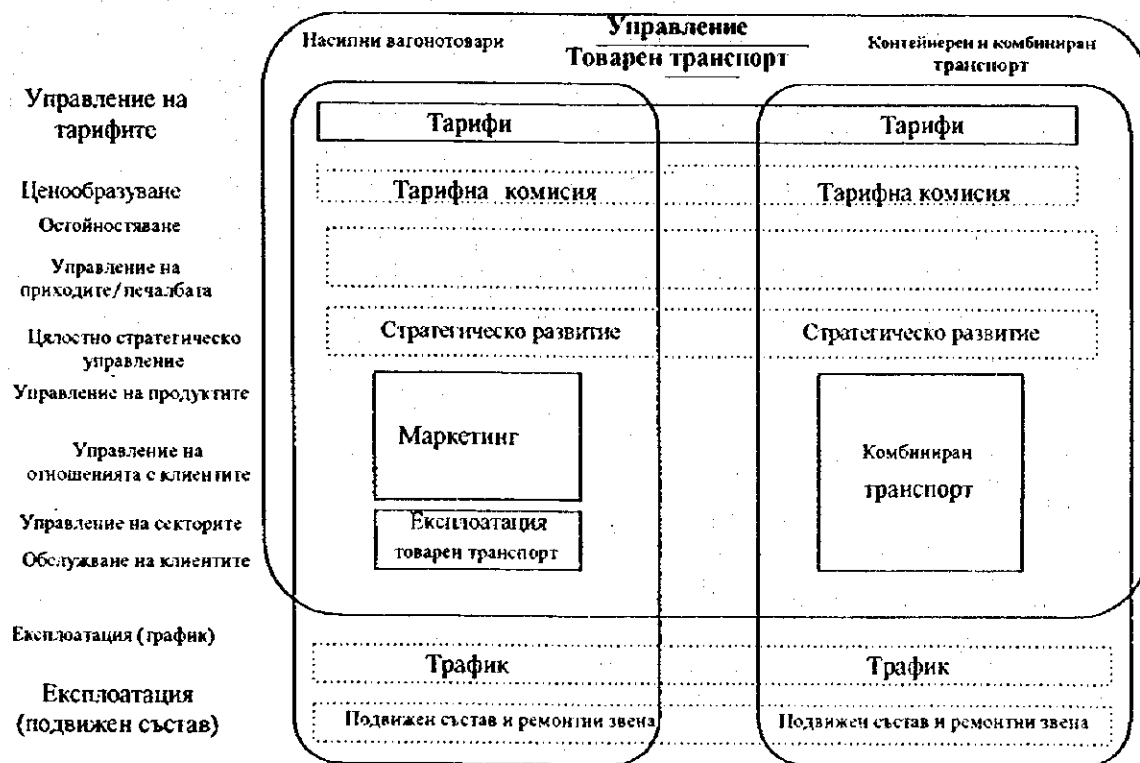 Насипни вагонотовари
Управление
Товарен транспорт
Контейнерен и комбиниран
транспорт
Управление на
тарифите
Тарифи
Тарифи
Ценообразуване
Тарифна комисия
Тарифна комисия
Остойностяване
Управление на
приходите/печалбата
Цялостно стратегическо
управление
Стратегическо развитие
Стратегическо развитие
Управление на продуктите
Маркетинг
Комбиниран
транспорт
Управление на
отношенията с клиентите
Управление на секторите
Експлоатация
товарен транспорт
Обслужване на клиентите
Експлоатация (трафик)
Трафик
Трафик
Експлоатация
(подвижен състав)
Подвижен състав и ремонтни звена
Подвижен състав и ремонтни звена